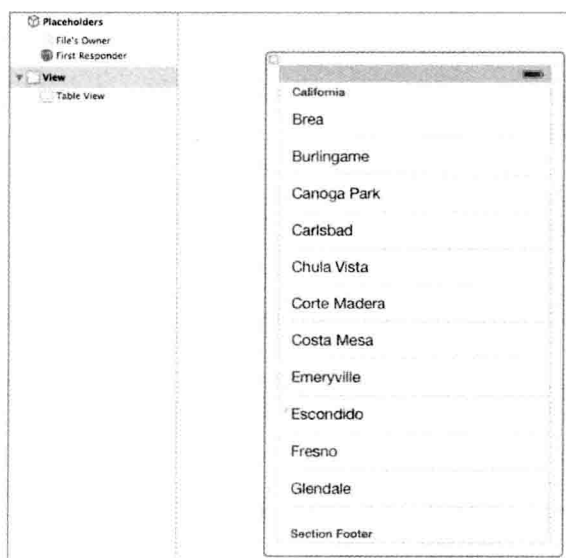 Placeholders
File's Owner
First Responder
View
Table View
California
Brea
Burlingame
Canoga Park
Carlsbad
Chula Vista
Corte Madera
Costa Mesa
Emeryville
Escondido
Fresno
Glendale
Section Footer